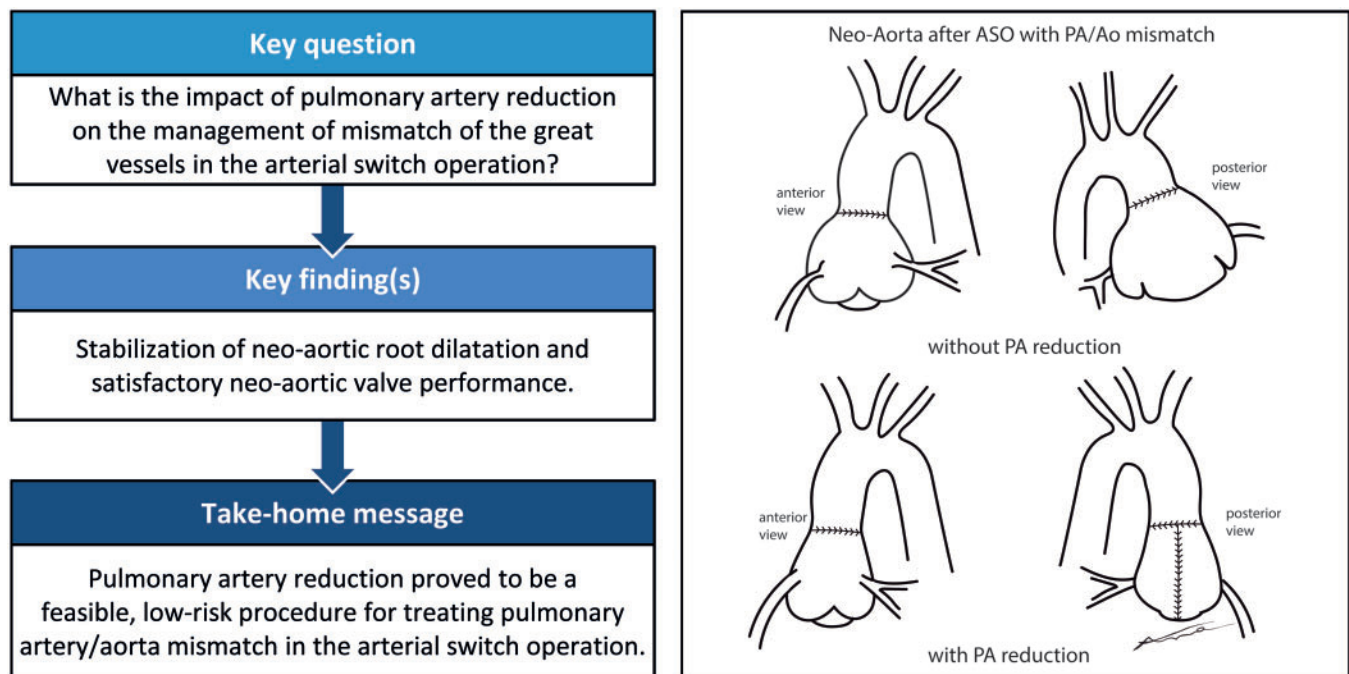 Key question
What is the impact of pulmonary artery reduction
on the management of mismatch of the great
vessels in the arterial switch operation?
Key finding(s)
Stabilization of neo-aortic root dilatation and
satisfactory neo-aortic valve performance.
Take-home message
Pulmonary artery reduction proved to be a
feasible, low-risk procedure for treating pulmonary
artery/aorta mismatch in the arterial switch operation.
Neo-Aorta after ASO with PA/Ao mismatch
anterior
view
posterior
view
without PA reduction
anterior
view
posterior
view
with PA reduction